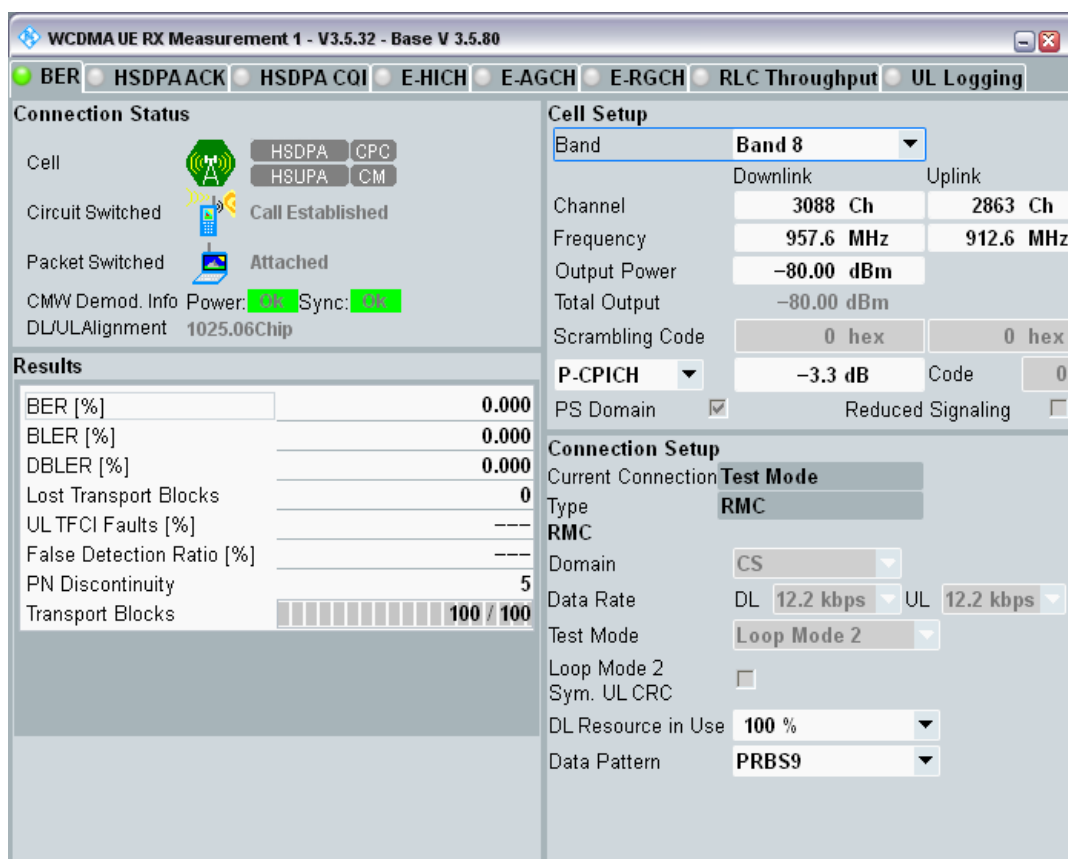 WCDMA UE RX Measurement 1 - V3.5.32 - Base V 3.5.80
BER HSDPA ACK HSDPA CQI E-HICH E-AGCH E-RGCH RLC Throughput UL Logging
Connection Status
Cell HSDPA CPC
HSUPA CM
Circuit Switched Call Established
Packet Switched Attached
CMW Demod. Info Power: Ok Sync: Ok
DL/ULAlignment 1025.06Chip
Results
BER [%] 0.000
BLER [%] 0.000
DBLER [%] 0.000
Lost Transport Blocks 0
UL TFCI Faults [%] ---
False Detection Ratio [%] ---
PN Discontinuity 5
Transport Blocks 100 / 100
Cell Setup
Band Band 8
Downlink Uplink
Channel 3088 Ch 2863 Ch
Frequency 957.6 MHz 912.6 MHz
Output Power -80.00 dBm
Total Output -80.00 dBm
Scrambling Code 0 hex 0 hex
P-CPICH -3.3 dB Code 0
PS Domain Reduced Signaling
Connection Setup
Current Connection Test Mode
Type RMC
RMC
Domain CS
Data Rate DL 12.2 kbps UL 12.2 kbps
Test Mode Loop Mode 2
Loop Mode 2
Sym. UL CRC
DL Resource in Use 100 %
Data Pattern PRBS9